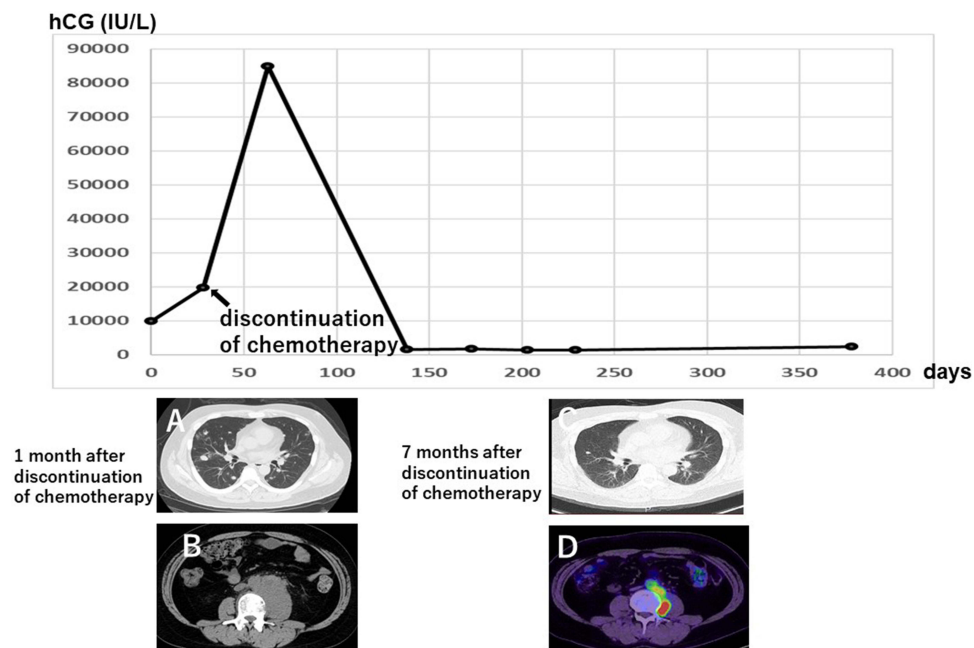 hCG (IU/L)
90000
80000
70000
60000
50000
40000
30000
20000
10000
0
discontinuation
of chemotherapy
0 50 100 150 200 250 300 350 400 days
A
C
1 month after
discontinuation
of chemotherapy
7 months after
discontinuation
of chemotherapy
B
D